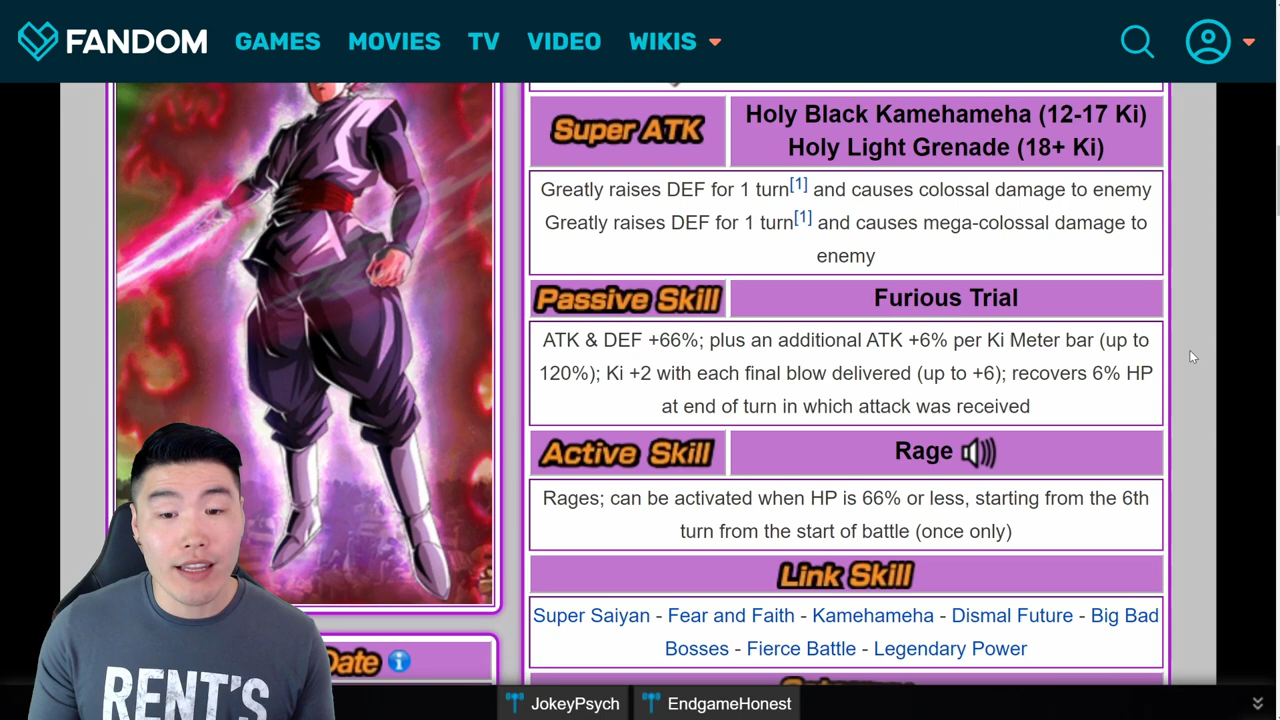 FANDOM GAMES MOVIES TV VIDEO WIKIS
Super ATK
Holy Black Kamehameha (12-17 Ki)
Holy Light Grenade (18+ Ki)
Greatly raises DEF for 1 turn[1] and causes colossal damage to enemy
Greatly raises DEF for 1 turn[1] and causes mega-colossal damage to
enemy
Passive Skill
Furious Trial
ATK & DEF +66%; plus an additional ATK +6% per Ki Meter bar (up to
120%); Ki +2 with each final blow delivered (up to +6); recovers 6% HP
at end of turn in which attack was received
Active Skill
Rage
Rages; can be activated when HP is 66% or less, starting from the 6th
turn from the start of battle (once only)
Link Skill
Super Saiyan - Fear and Faith - Kamehameha - Dismal Future - Big Bad
Bosses - Fierce Battle - Legendary Power
Date i
RENT'S
JokeyPsych EndgameHonest